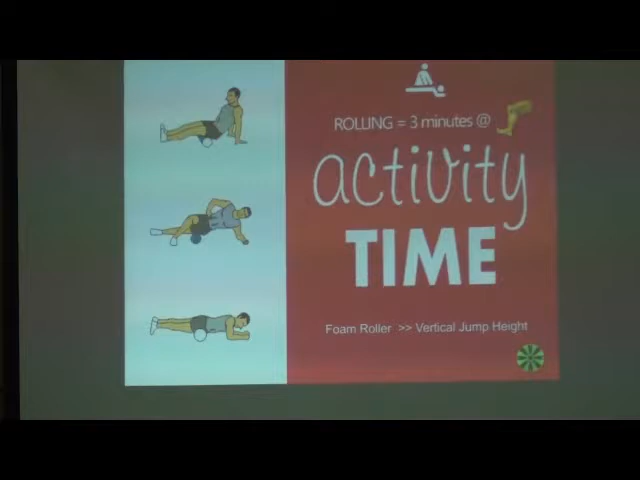 ROLLING = 3 minutes @
activity
TIME
Foam Roller >> Vertical Jump Height